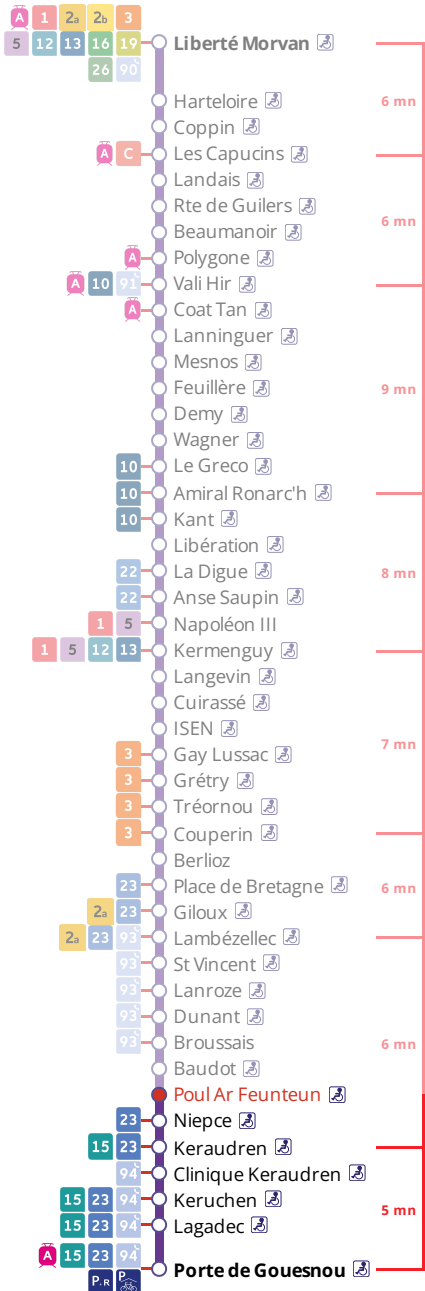 A 1 2a 2b 3
5 12 13 16 19 Liberté Morvan
26 90
Harteloire 6 mn
Coppin
A C Les Capucins
Landais
Rte de Guilers 6 mn
Beaumanoir
A Polygone
A 10 91 Vali Hir
A Coat Tan
Lanninguer
Mesnos
Feuillère 9 mn
Demy
Wagner
10 Le Greco
10 Amiral Ronarc'h
10 Kant
Libération
22 La Digue 8 mn
22 Anse Saupin
1 5 Napoléon III
1 5 12 13 Kermenguy
Langevin
Cuirassé
ISEN
3 Gay Lussac 7 mn
3 Grétry
3 Tréornou
3 Couperin
Berlioz
23 Place de Bretagne 6 mn
2a 23 Giloux
2a 23 93 Lambézellec
93 St Vincent
93 Lanroze
93 Dunant
93 Broussais 6 mn
Baudot
Poul Ar Feunteun
23 Niepce
15 23 Keraudren
94 Clinique Keraudren
15 23 94 Keruchen 5 mn
15 23 94 Lagadec
A 15 23 94 Porte de Gouesnou
P.R P